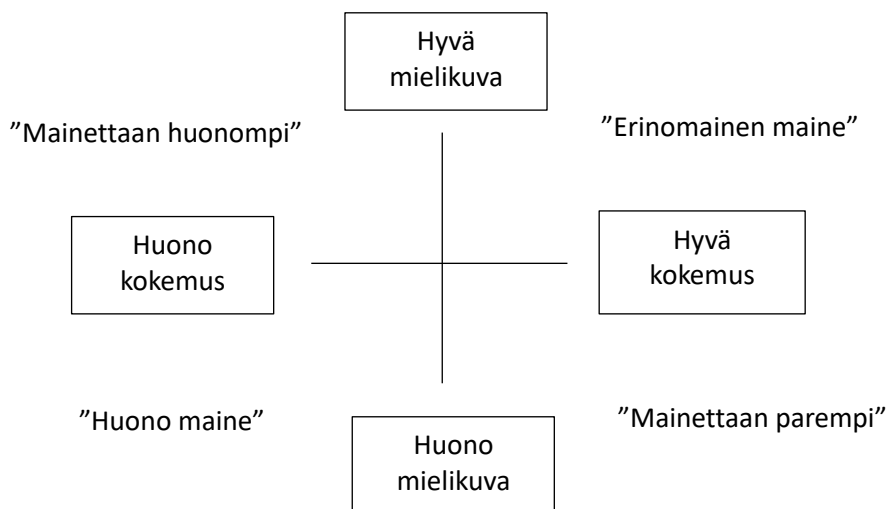 Hyvä
mielikuva
”Mainettaan huonompi”
”Erinomainen maine”
Huono
kokemus
Hyvä
kokemus
”Huono maine”
”Mainettaan parempi”
Huono
mielikuva